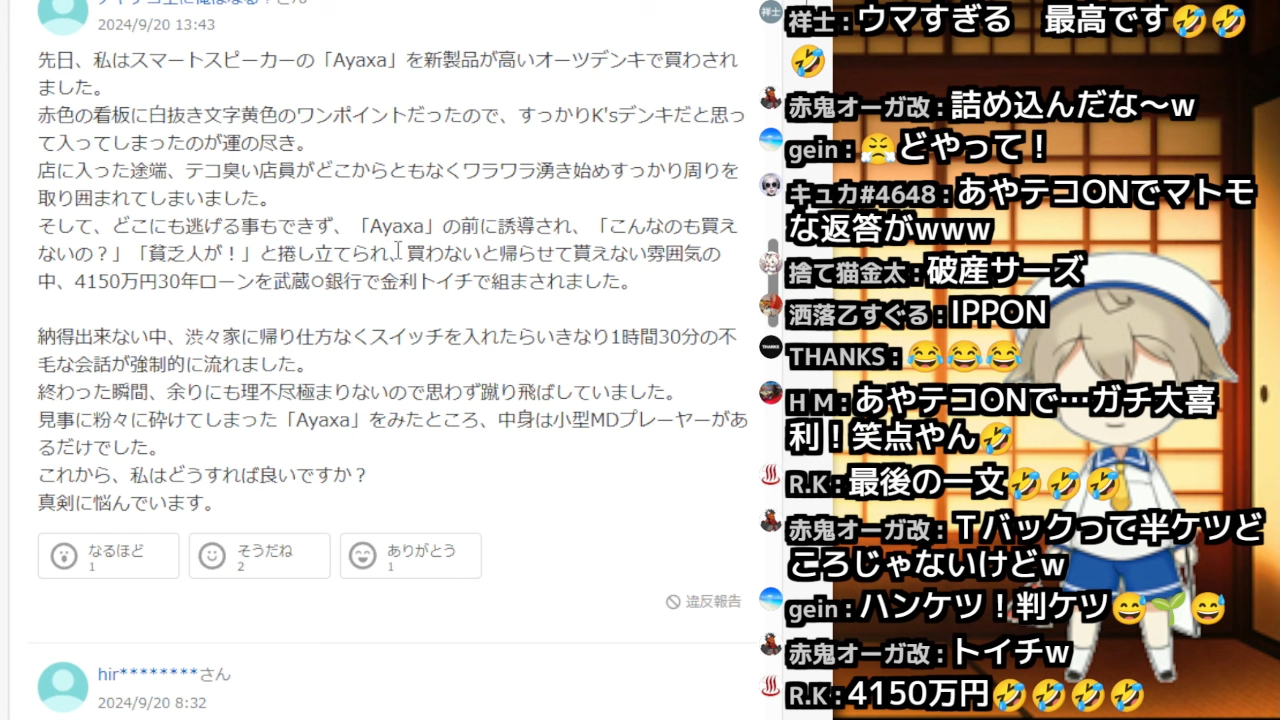 2024/9/20 13:43
先日、私はスマートスピーカーの「Ayaxa」を新製品が高いオーツデンキで買わされ
ました。
赤色の看板に白抜き文字黄色のワンポイントだったので、すっかりK'sデンキだと思っ
て入ってしまったのが運の尽き。
店に入った途端、テコ臭い店員がどこからともなくワラワラ湧き始めすっかり周りを
取り囲まれてしまいました。
そして、どこにも逃げる事もできず、「Ayaxa」の前に誘導され、「こんなのも買え
ないの？」「貧乏人が！」と捲し立てられ、買わないと帰らせて貰えない雰囲気の
中、4150万円30年ローンを武蔵○銀行で金利トイチで組まされました。
納得出来ない中、渋々家に帰り仕方なくスイッチを入れたらいきなり1時間30分の不
毛な会話が強制的に流れました。
終わった瞬間、余りにも理不尽極まりないので思わず蹴り飛ばしていました。
見事に粉々に砕けてしまった「Ayaxa」をみたところ、中身は小型MDプレーヤーがあ
るだけでした。
これから、私はどうすれば良いですか？
真剣に悩んでいます。
なるほど
1
そうだね
2
ありがとう
1
違反報告
hir********さん
2024/9/20 8:32
祥士 : ウマすぎる　最高です🤣🤣
🤣
赤鬼オーガ改 : 詰め込んだな〜w
gein : 😤どやって！
キュカ#4648 : あやテコONでマトモ
な返答がwww
捨て猫金太 : 破産サーズ
洒落乙すぐる : IPPON
THANKS : 😂😂😂
H M : あやテコONで…ガチ大喜
利！笑点やん🤣
R.K : 最後の一文🤣🤣🤣
赤鬼オーガ改 : Tバックって半ケツど
ころじゃないけどw
gein : ハンケツ！判ケツ😅🌱😅
赤鬼オーガ改 : トイチw
R.K : 4150万円🤣🤣🤣🤣